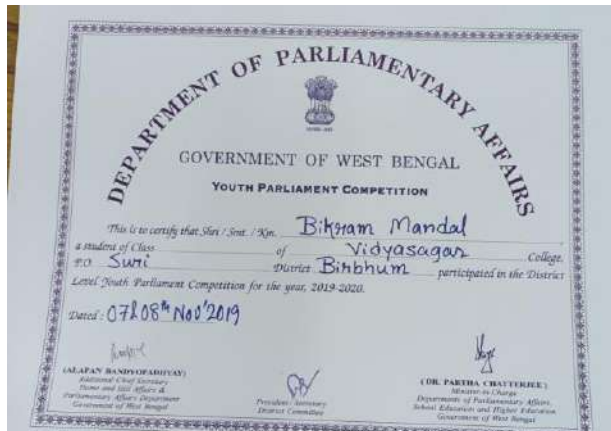 DEPARTMENT OF PARLIAMENTARY AFFAIRS
GOVERNMENT OF WEST BENGAL
YOUTH PARLIAMENT COMPETITION
This is to certify that Shri / Smt. / Km. Bikram Mandal
a student of Class of Vidyasagar College,
P.O. Suri District Birbhum participated in the District
Level Youth Parliament Competition for the year, 2019-2020.
Dated : 07&08th Nov'2019
(ALAPAN BANDYOPADHYAY)
Additional Chief Secretary
Home and Hill Affairs &
Parliamentary Affairs Department
Government of West Bengal
President / Secretary
District Committee
(DR. PARTHA CHATTERJEE)
Minister-in-Charge
Departments of Parliamentary Affairs,
School Education and Higher Education
Government of West Bengal